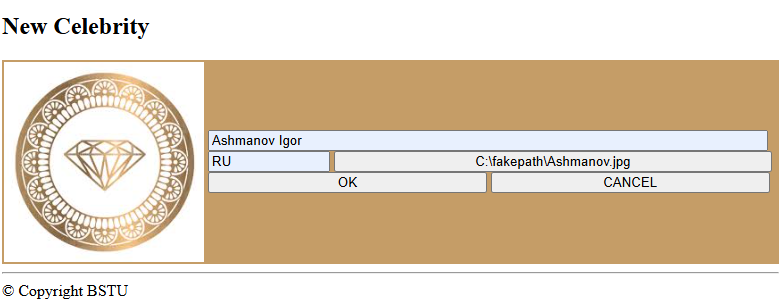 New Celebrity
Ashmanov Igor
RU C:\fakepath\Ashmanov.jpg
OK CANCEL
© Copyright BSTU